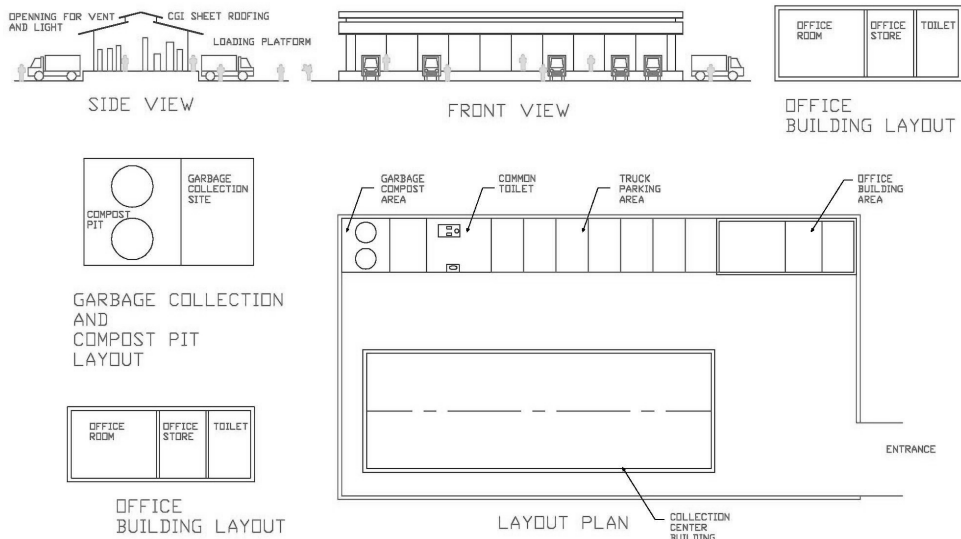 OPENNING FOR VENT
AND LIGHT
CGI SHEET ROOFING
LOADING PLATFORM
SIDE VIEW
FRONT VIEW
OFFICE
ROOM
OFFICE
STORE
TOILET
OFFICE
BUILDING LAYOUT
COMPOST
PIT
GARBAGE
COLLECTION
SITE
GARBAGE COLLECTION
AND
COMPOST PIT
LAYOUT
GARBAGE
COMPOST
AREA
COMMON
TOILET
TRUCK
PARKING
AREA
OFFICE
BUILDING
AREA
ENTRANCE
OFFICE
ROOM
OFFICE
STORE
TOILET
OFFICE
BUILDING LAYOUT
LAYOUT PLAN
COLLECTION
CENTER
BUILDING